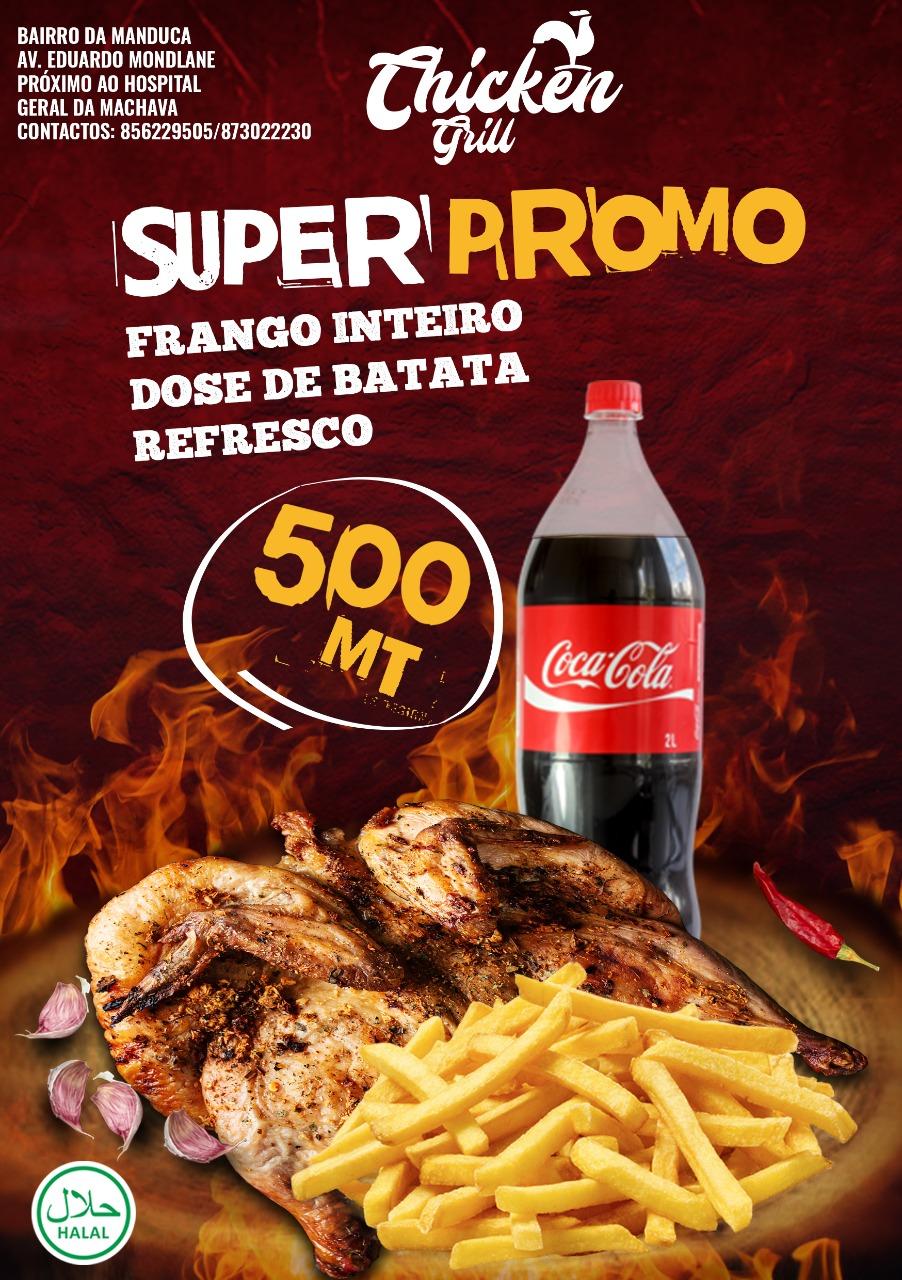 BAIRRO DA MANDUCA
AV. EDUARDO MONDLANE
PRÓXIMO AO HOSPITAL
GERAL DA MACHAVA
CONTACTOS: 856229505/873022230
Chicken
Grill
SUPER PROMO
FRANGO INTEIRO
DOSE DE BATATA
REFRESCO
500
MT
Coca-Cola
2L
حلال
HALAL